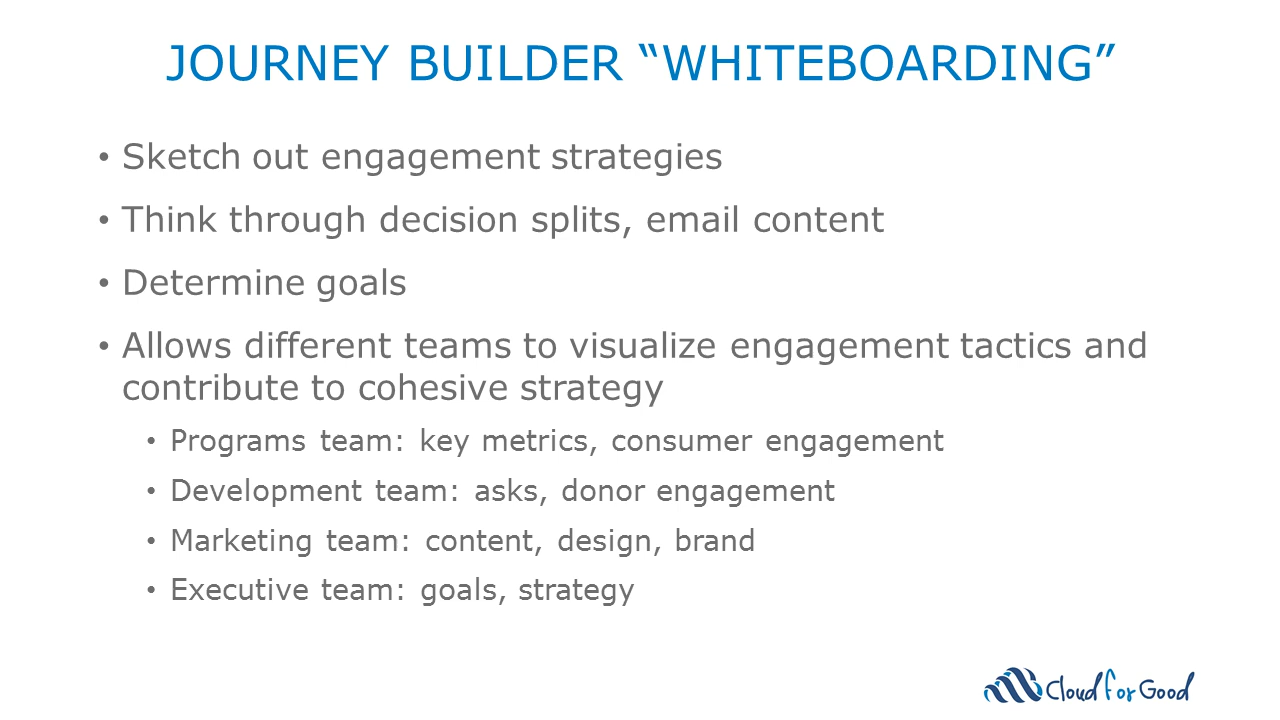 JOURNEY BUILDER “WHITEBOARDING”
• Sketch out engagement strategies
• Think through decision splits, email content
• Determine goals
• Allows different teams to visualize engagement tactics and
contribute to cohesive strategy
• Programs team: key metrics, consumer engagement
• Development team: asks, donor engagement
• Marketing team: content, design, brand
• Executive team: goals, strategy
Cloud for Good